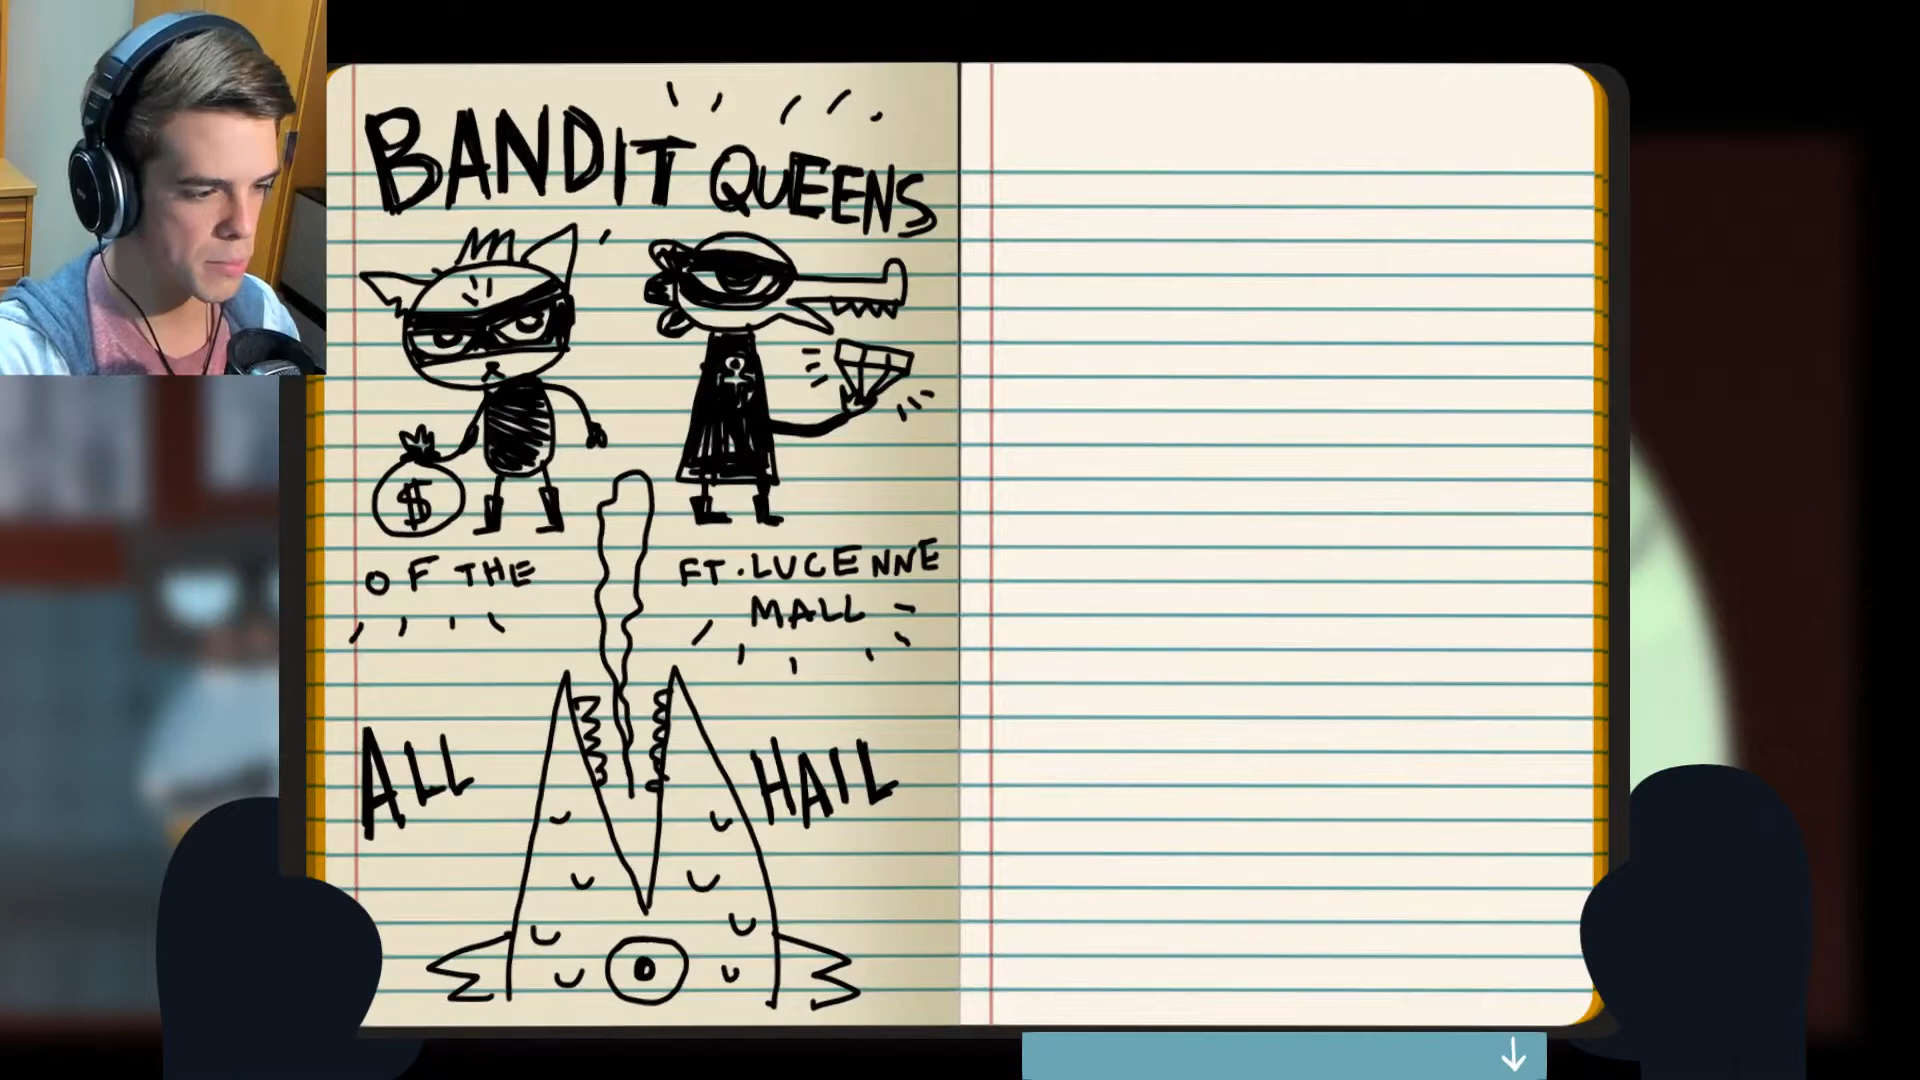 BANDIT QUEENS
$
OF THE FT. LUCENNE
MALL
ALL HAIL